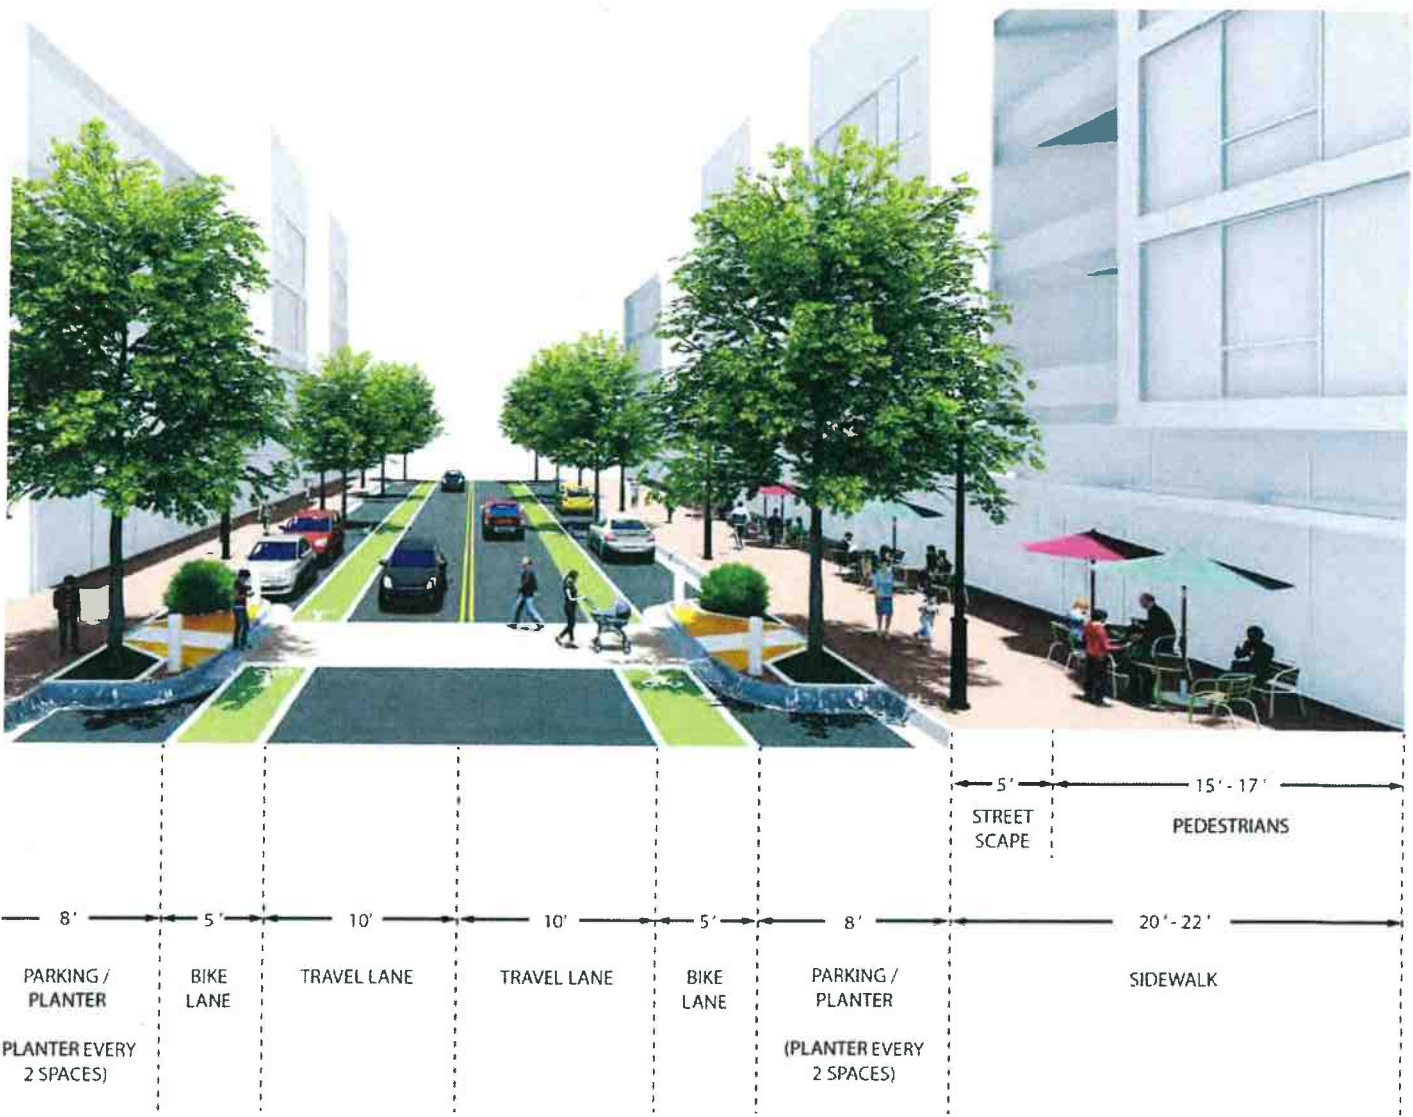 5'
15' - 17'
STREET
SCAPE
PEDESTRIANS
8'
5'
10'
10'
5'
8'
20' - 22'
PARKING /
PLANTER
BIKE
LANE
TRAVEL LANE
TRAVEL LANE
BIKE
LANE
PARKING /
PLANTER
SIDEWALK
PLANTER EVERY
2 SPACES)
(PLANTER EVERY
2 SPACES)